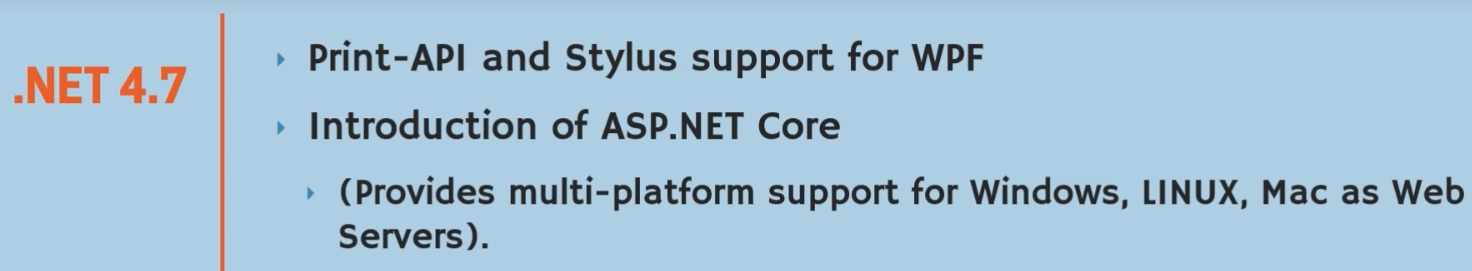 .NET 4.7
Print-API and Stylus support for WPF
Introduction of ASP.NET Core
(Provides multi-platform support for Windows, LINUX, Mac as Web
Servers).